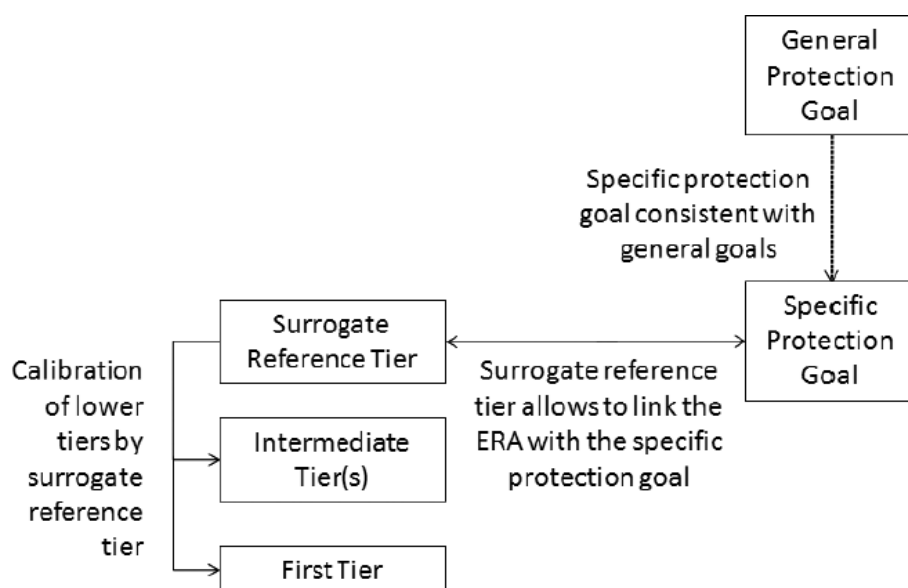 General
Protection
Goal
Specific protection
goal consistent with
general goals
Specific
Protection
Goal
Surrogate
Reference Tier
Surrogate reference
tier allows to link the
ERA with the specific
protection goal
Calibration
of lower
tiers by
surrogate
reference
tier
Intermediate
Tier(s)
First Tier